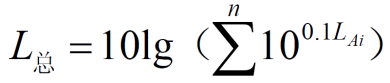 L总 = 10lg （∑n 10^0.1L_Ai）